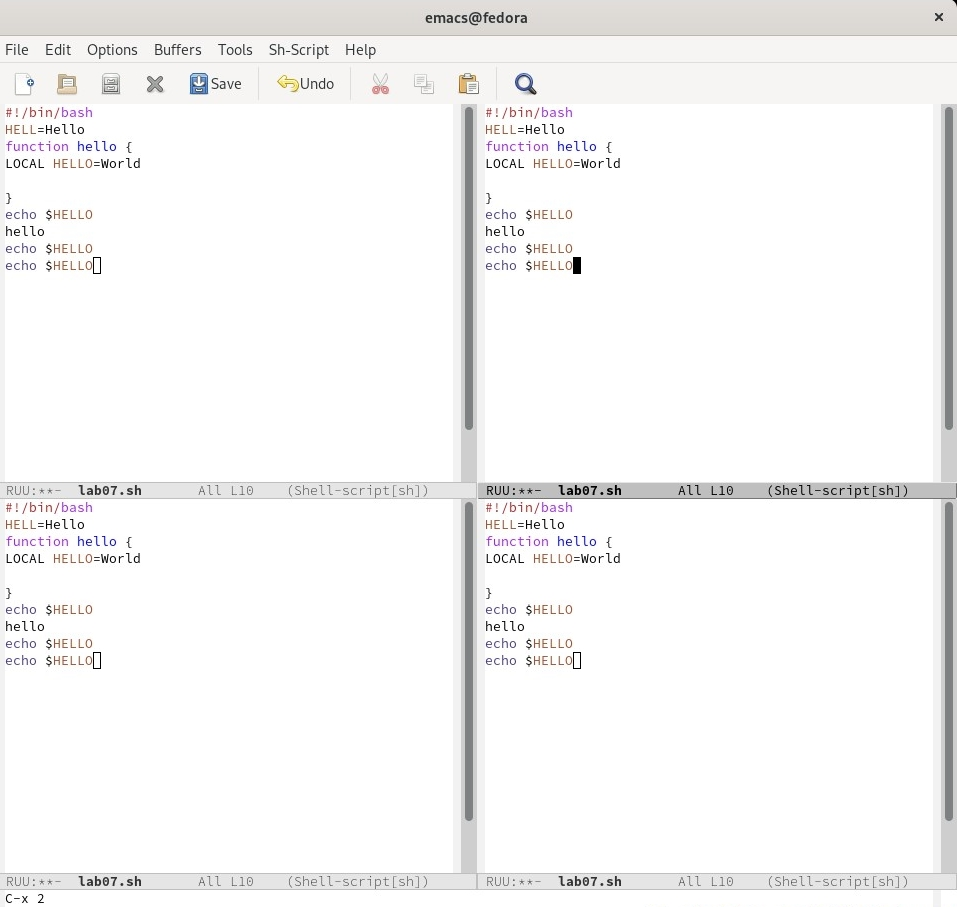 emacs@fedora
File Edit Options Buffers Tools Sh-Script Help
Save Undo
#!/bin/bash
HELL=Hello
function hello {
LOCAL HELLO=World
}
echo $HELLO
hello
echo $HELLO
echo $HELLO
RUU:**- lab07.sh All L10 (Shell-script[sh])
#!/bin/bash
HELL=Hello
function hello {
LOCAL HELLO=World
}
echo $HELLO
hello
echo $HELLO
echo $HELLO
RUU:**- lab07.sh All L10 (Shell-script[sh])
#!/bin/bash
HELL=Hello
function hello {
LOCAL HELLO=World
}
echo $HELLO
hello
echo $HELLO
echo $HELLO
RUU:**- lab07.sh All L10 (Shell-script[sh])
#!/bin/bash
HELL=Hello
function hello {
LOCAL HELLO=World
}
echo $HELLO
hello
echo $HELLO
echo $HELLO
RUU:**- lab07.sh All L10 (Shell-script[sh])
C-x 2